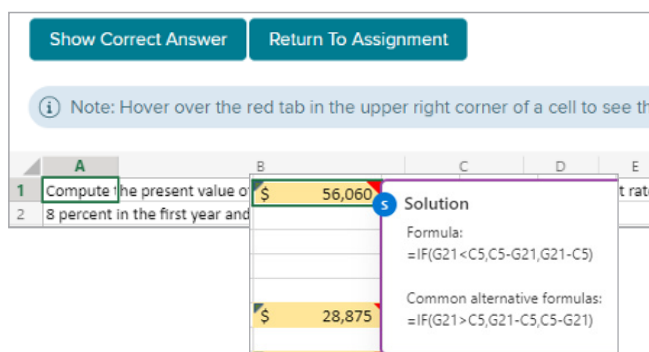 Show Correct Answer Return To Assignment
Note: Hover over the red tab in the upper right corner of a cell to see th
A B C D E
1 Compute the present value o t rat
2 8 percent in the first year and
$ 56,060
S Solution
Formula:
=IF(G21<C5,C5-G21,G21-C5)
Common alternative formulas:
=IF(G21>C5,G21-C5,C5-G21)
$ 28,875